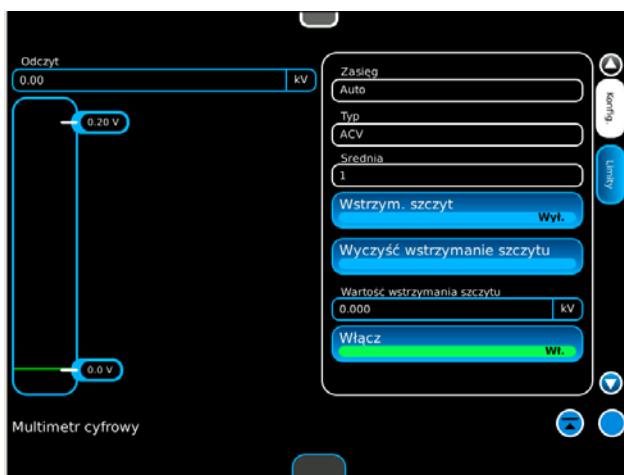 Odczyt
0.00 kV
0.20 V
0.0 V
Zasięg
Auto
Typ
ACV
Srednia
1
Wstrzym. szczyt
Wył.
Wyczyść wstrzymanie szczytu
Wartość wstrzymania szczytu
0.000 kV
Włącz
Wł.
Konfig.
Limity
Multimetr cyfrowy